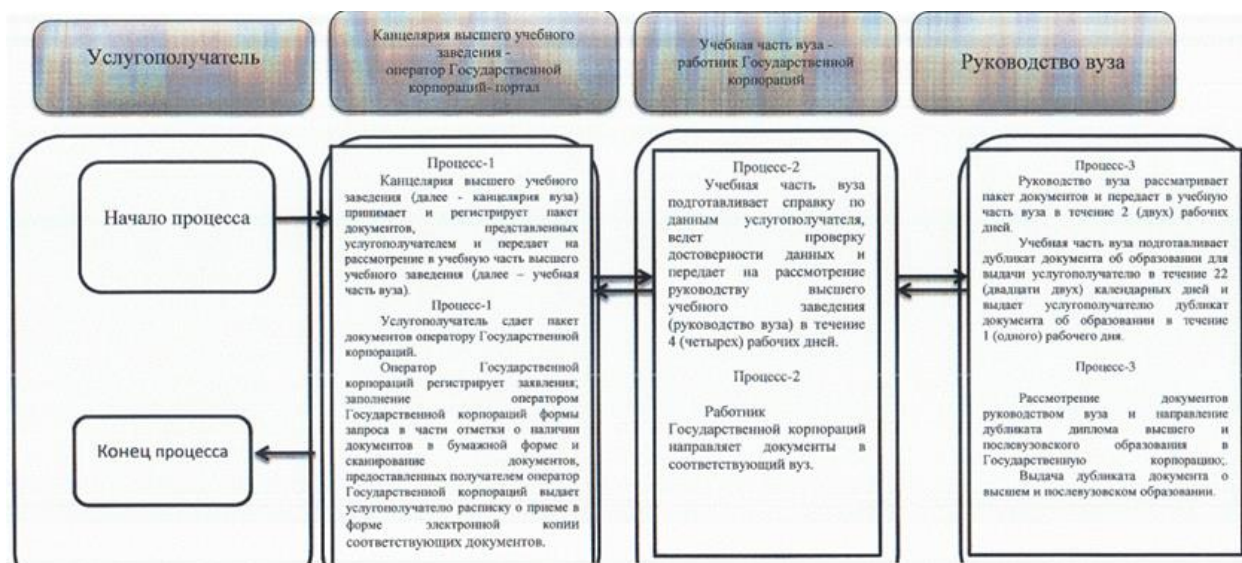 Услугополучатель
Канцелярия высшего учебного
заведения -
оператор Государственной
корпораций- портал
Учебная часть вуза -
работник Государственной
корпораций
Руководство вуза
Начало процесса
Конец процесса
Процесс-1
Канцелярия высшего учебного
заведения (далее - канцелярия вуза)
принимает и регистрирует пакет
документов, представленных
услугополучателем и передает на
рассмотрение в учебную часть высшего
учебного заведения (далее – учебная
часть вуза).
Процесс-1
Услугополучатель сдает пакет
документов оператору Государственной
корпораций.
Оператор Государственной
корпораций регистрирует заявления;
заполнение оператором
Государственной корпораций формы
запроса в части отметки о наличии
документов в бумажной форме и
сканирование документов,
предоставленных получателем оператор
Государственной корпораций выдает
услугополучателю расписку о приеме в
форме электронной копии
соответствующих документов.
Процесс-2
Учебная часть вуза
подготавливает справку по
данным услугополучателя,
ведет проверку
достоверности данных и
передает на рассмотрение
руководству высшего
учебного заведения
(руководство вуза) в течение
4 (четырех) рабочих дней.
Процесс-2
Работник
Государственной корпораций
направляет документы в
соответствующий вуз.
Процесс-3
Руководство вуза рассматривает
пакет документов и передает в учебную
часть вуза в течение 2 (двух) рабочих
дней.
Учебная часть вуза подготавливает
дубликат документа об образовании для
выдачи услугополучателю в течение 22
(двадцати двух) календарных дней и
выдает услугополучателю дубликат
документа об образовании в течение
1 (одного) рабочего дня.
Процесс-3
Рассмотрение документов
руководством вуза и направление
дубликата диплома высшего и
послевузовского образования в
Государственную корпорацию;.
Выдача дубликата документа о
высшем и послевузовском образовании.